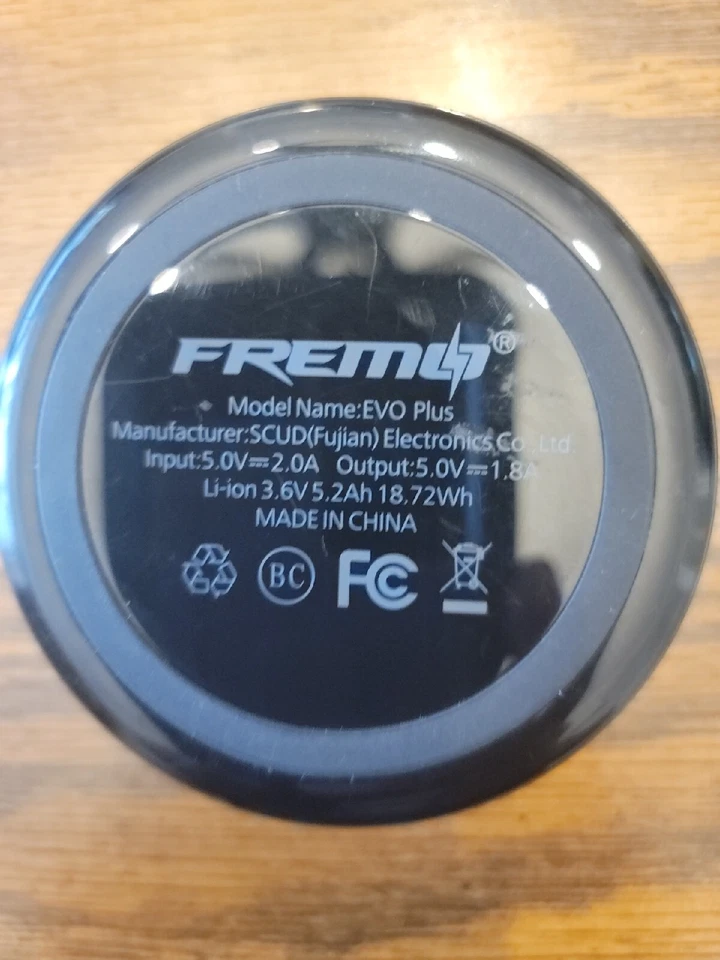 FREMO®
Model Name:EVO Plus
Manufacturer:SCUD(Fujian) Electronics Co., Ltd.
Input:5.0V⎓2.0A Output:5.0V⎓1.8A
Li-ion 3.6V 5.2Ah 18.72Wh
MADE IN CHINA
BC FC